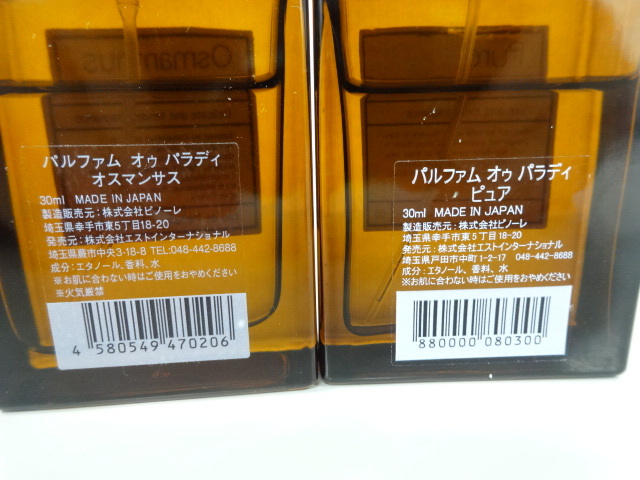 Osmanthus
パルファム オゥ パラディ
オスマンサス
30ml MADE IN JAPAN
製造販売元：株式会社ピノーレ
埼玉県幸手市東5丁目18-20
発売元：株式会社エストインターナショナル
埼玉県蕨市中央3-18-8 TEL:048-442-8688
成分：エタノール、香料、水
※お肌に合わない時はご使用をおやめください
※火気厳禁
4 580549 470206
Pure
パルファム オゥ パラディ
ピュア
30ml MADE IN JAPAN
製造販売元：株式会社ピノーレ
埼玉県幸手市東5丁目18-20
発売元：株式会社エストインターナショナル
埼玉県戸田市中町1-2-17 048-442-8688
成分：エタノール、香料、水
※お肌に合わない時はご使用をおやめください
880000 080300